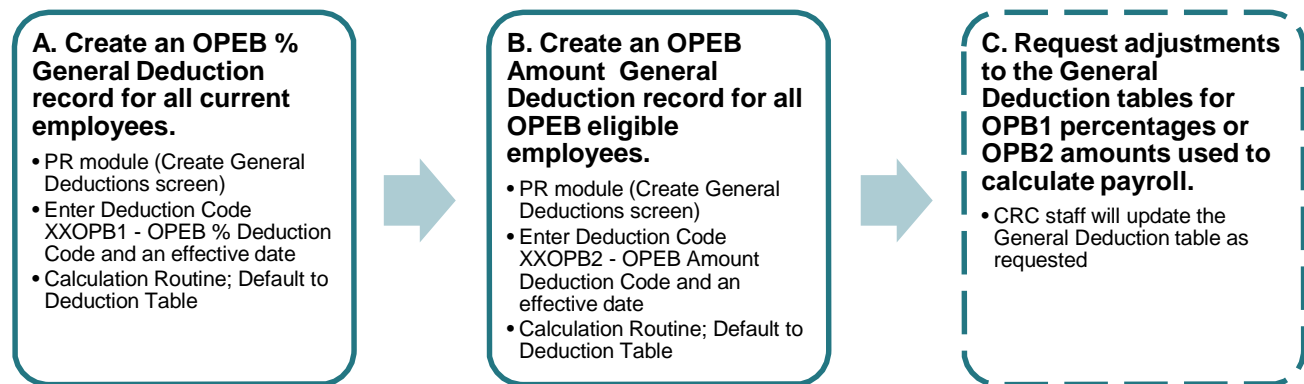 A. Create an OPEB %
General Deduction
record for all current
employees.
• PR module (Create General
Deductions screen)
• Enter Deduction Code
XXOPB1 - OPEB % Deduction
Code and an effective date
• Calculation Routine; Default to
Deduction Table
B. Create an OPEB
Amount  General
Deduction record for all
OPEB eligible
employees.
• PR module (Create General
Deductions screen)
• Enter Deduction Code
XXOPB2 - OPEB Amount
Deduction Code and an
effective date
• Calculation Routine; Default to
Deduction Table
C. Request adjustments
to the General
Deduction tables for
OPB1 percentages or
OPB2 amounts used to
calculate payroll.
• CRC staff will update the
General Deduction table as
requested